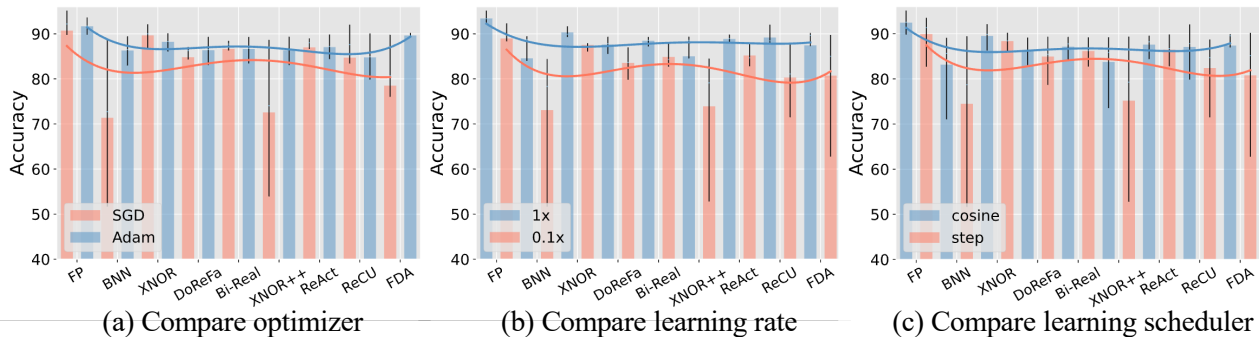 Accuracy
90
80
70
60
50
40
SGD
Adam
FP
BNN
XNOR
DoReFa
Bi-Real
XNOR++
ReAct
ReCU
FDA
(a) Compare optimizer
Accuracy
90
80
70
60
50
40
1x
0.1x
FP
BNN
XNOR
DoReFa
Bi-Real
XNOR++
ReAct
ReCU
FDA
(b) Compare learning rate
Accuracy
90
80
70
60
50
40
cosine
step
FP
BNN
XNOR
DoReFa
Bi-Real
XNOR++
ReAct
ReCU
FDA
(c) Compare learning scheduler